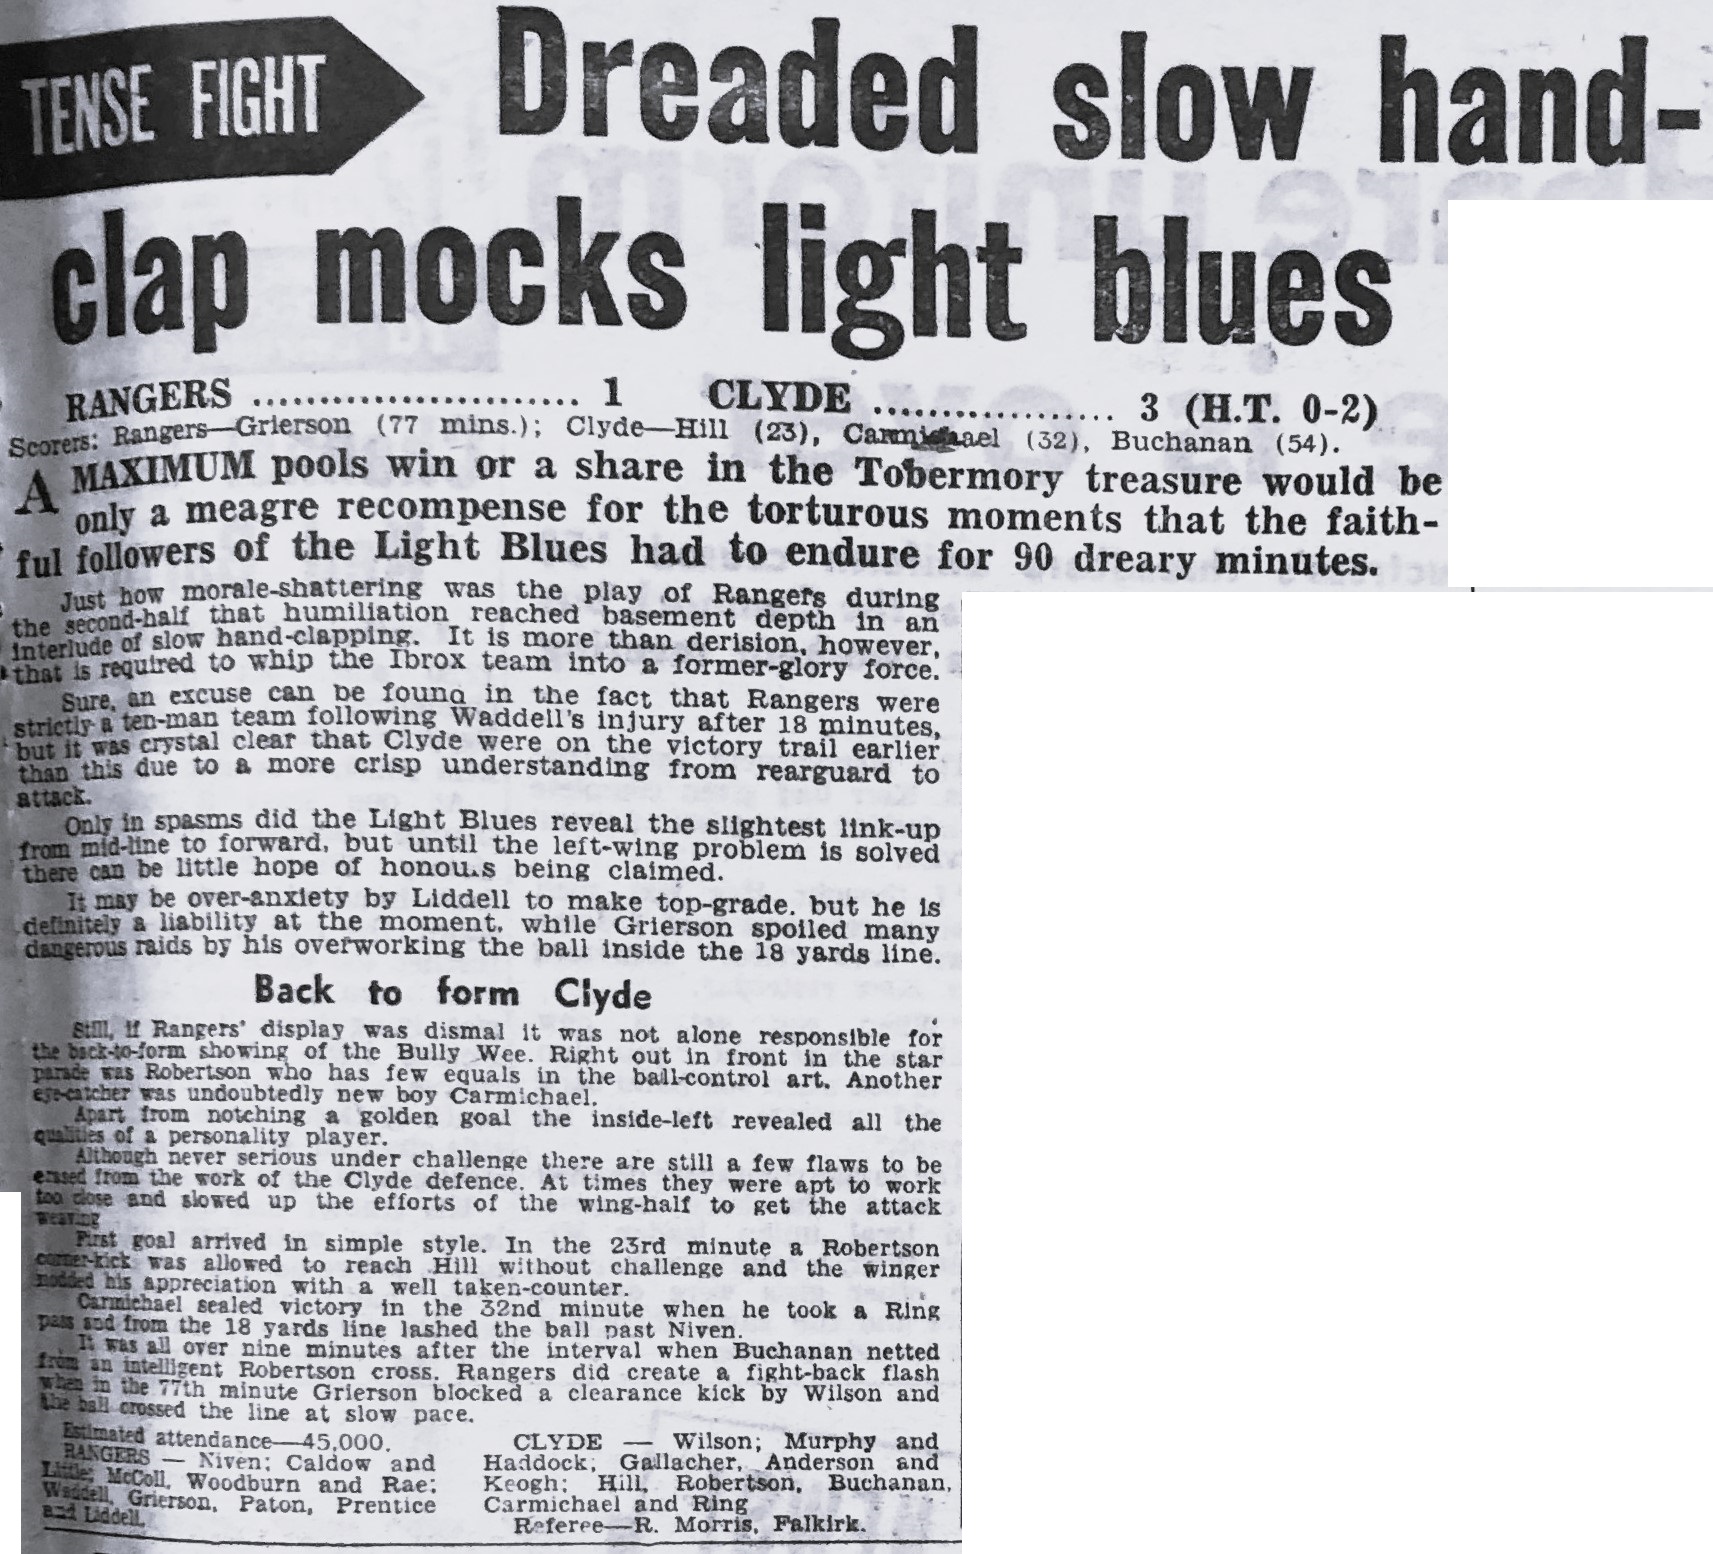 TENSE FIGHT
Dreaded slow hand-
clap mocks light blues
RANGERS ........................ 1 CLYDE .................. 3 (H.T. 0-2)
Scorers: Rangers—Grierson (77 mins.); Clyde—Hill (23), Carmichael (32), Buchanan (54).
A MAXIMUM pools win or a share in the Tobermory treasure would be
only a meagre recompense for the torturous moments that the faith-
ful followers of the Light Blues had to endure for 90 dreary minutes.
Just how morale-shattering was the play of Rangers during
the second-half that humiliation reached basement depth in an
interlude of slow hand-clapping. It is more than derision, however,
that is required to whip the Ibrox team into a former-glory force.
Sure, an excuse can be found in the fact that Rangers were
strictly a ten-man team following Waddell's injury after 18 minutes,
but it was crystal clear that Clyde were on the victory trail earlier
than this due to a more crisp understanding from rearguard to
attack.
Only in spasms did the Light Blues reveal the slightest link-up
from mid-line to forward, but until the left-wing problem is solved
there can be little hope of honours being claimed.
It may be over-anxiety by Liddell to make top-grade. but he is
definitely a liability at the moment, while Grierson spoiled many
dangerous raids by his overworking the ball inside the 18 yards line.
Back to form Clyde
Still, if Rangers' display was dismal it was not alone responsible for
the back-to-form showing of the Bully Wee. Right out in front in the star
parade was Robertson who has few equals in the ball-control art. Another
eye-catcher was undoubtedly new boy Carmichael.
Apart from notching a golden goal the inside-left revealed all the
qualities of a personality player.
Although never serious under challenge there are still a few flaws to be
erased from the work of the Clyde defence. At times they were apt to work
too close and slowed up the efforts of the wing-half to get the attack
weaving
First goal arrived in simple style. In the 23rd minute a Robertson
corner-kick was allowed to reach Hill without challenge and the winger
nodded his appreciation with a well taken-counter.
Carmichael sealed victory in the 32nd minute when he took a Ring
pass and from the 18 yards line lashed the ball past Niven.
It was all over nine minutes after the interval when Buchanan netted
from an intelligent Robertson cross. Rangers did create a fight-back flash
when in the 77th minute Grierson blocked a clearance kick by Wilson and
the ball crossed the line at slow pace.
Estimated attendance—45,000.
RANGERS — Niven; Caldow and
Little; McColl, Woodburn and Rae;
Waddell, Grierson, Paton, Prentice
and Liddell.
CLYDE — Wilson; Murphy and
Haddock; Gallacher, Anderson and
Keogh; Hill, Robertson, Buchanan,
Carmichael and Ring
Referee—R. Morris, Falkirk.